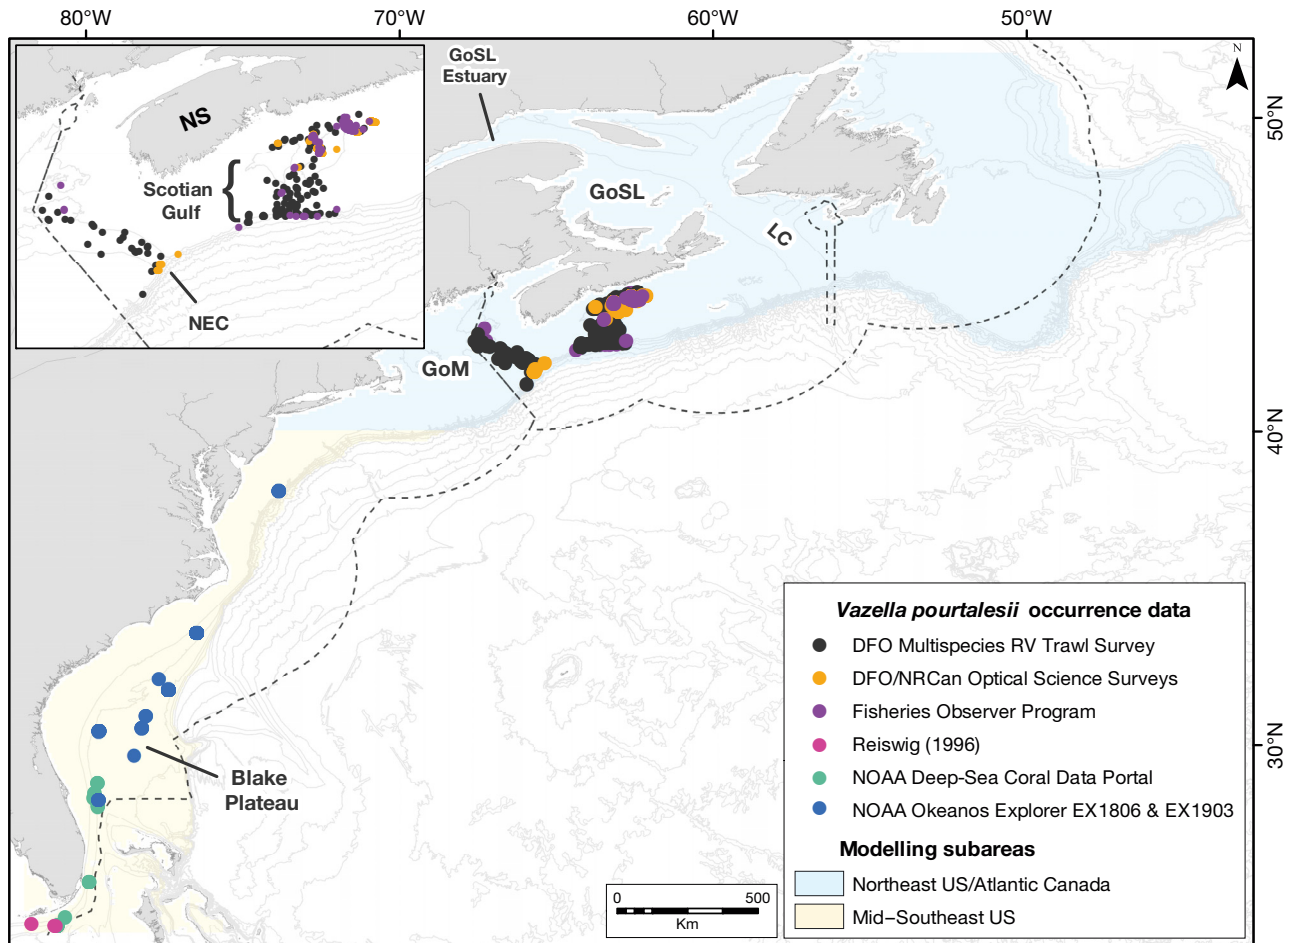 80°W
70°W
60°W
50°W
N
50°N
40°N
30°N
GoSL
Estuary
NS
Scotian
Gulf
NEC
GoSL
LC
GoM
Blake
Plateau
Vazella pourtalesii occurrence data
DFO Multispecies RV Trawl Survey
DFO/NRCan Optical Science Surveys
Fisheries Observer Program
Reiswig (1996)
NOAA Deep-Sea Coral Data Portal
NOAA Okeanos Explorer EX1806 & EX1903
Modelling subareas
Northeast US/Atlantic Canada
Mid–Southeast US
0 500
Km